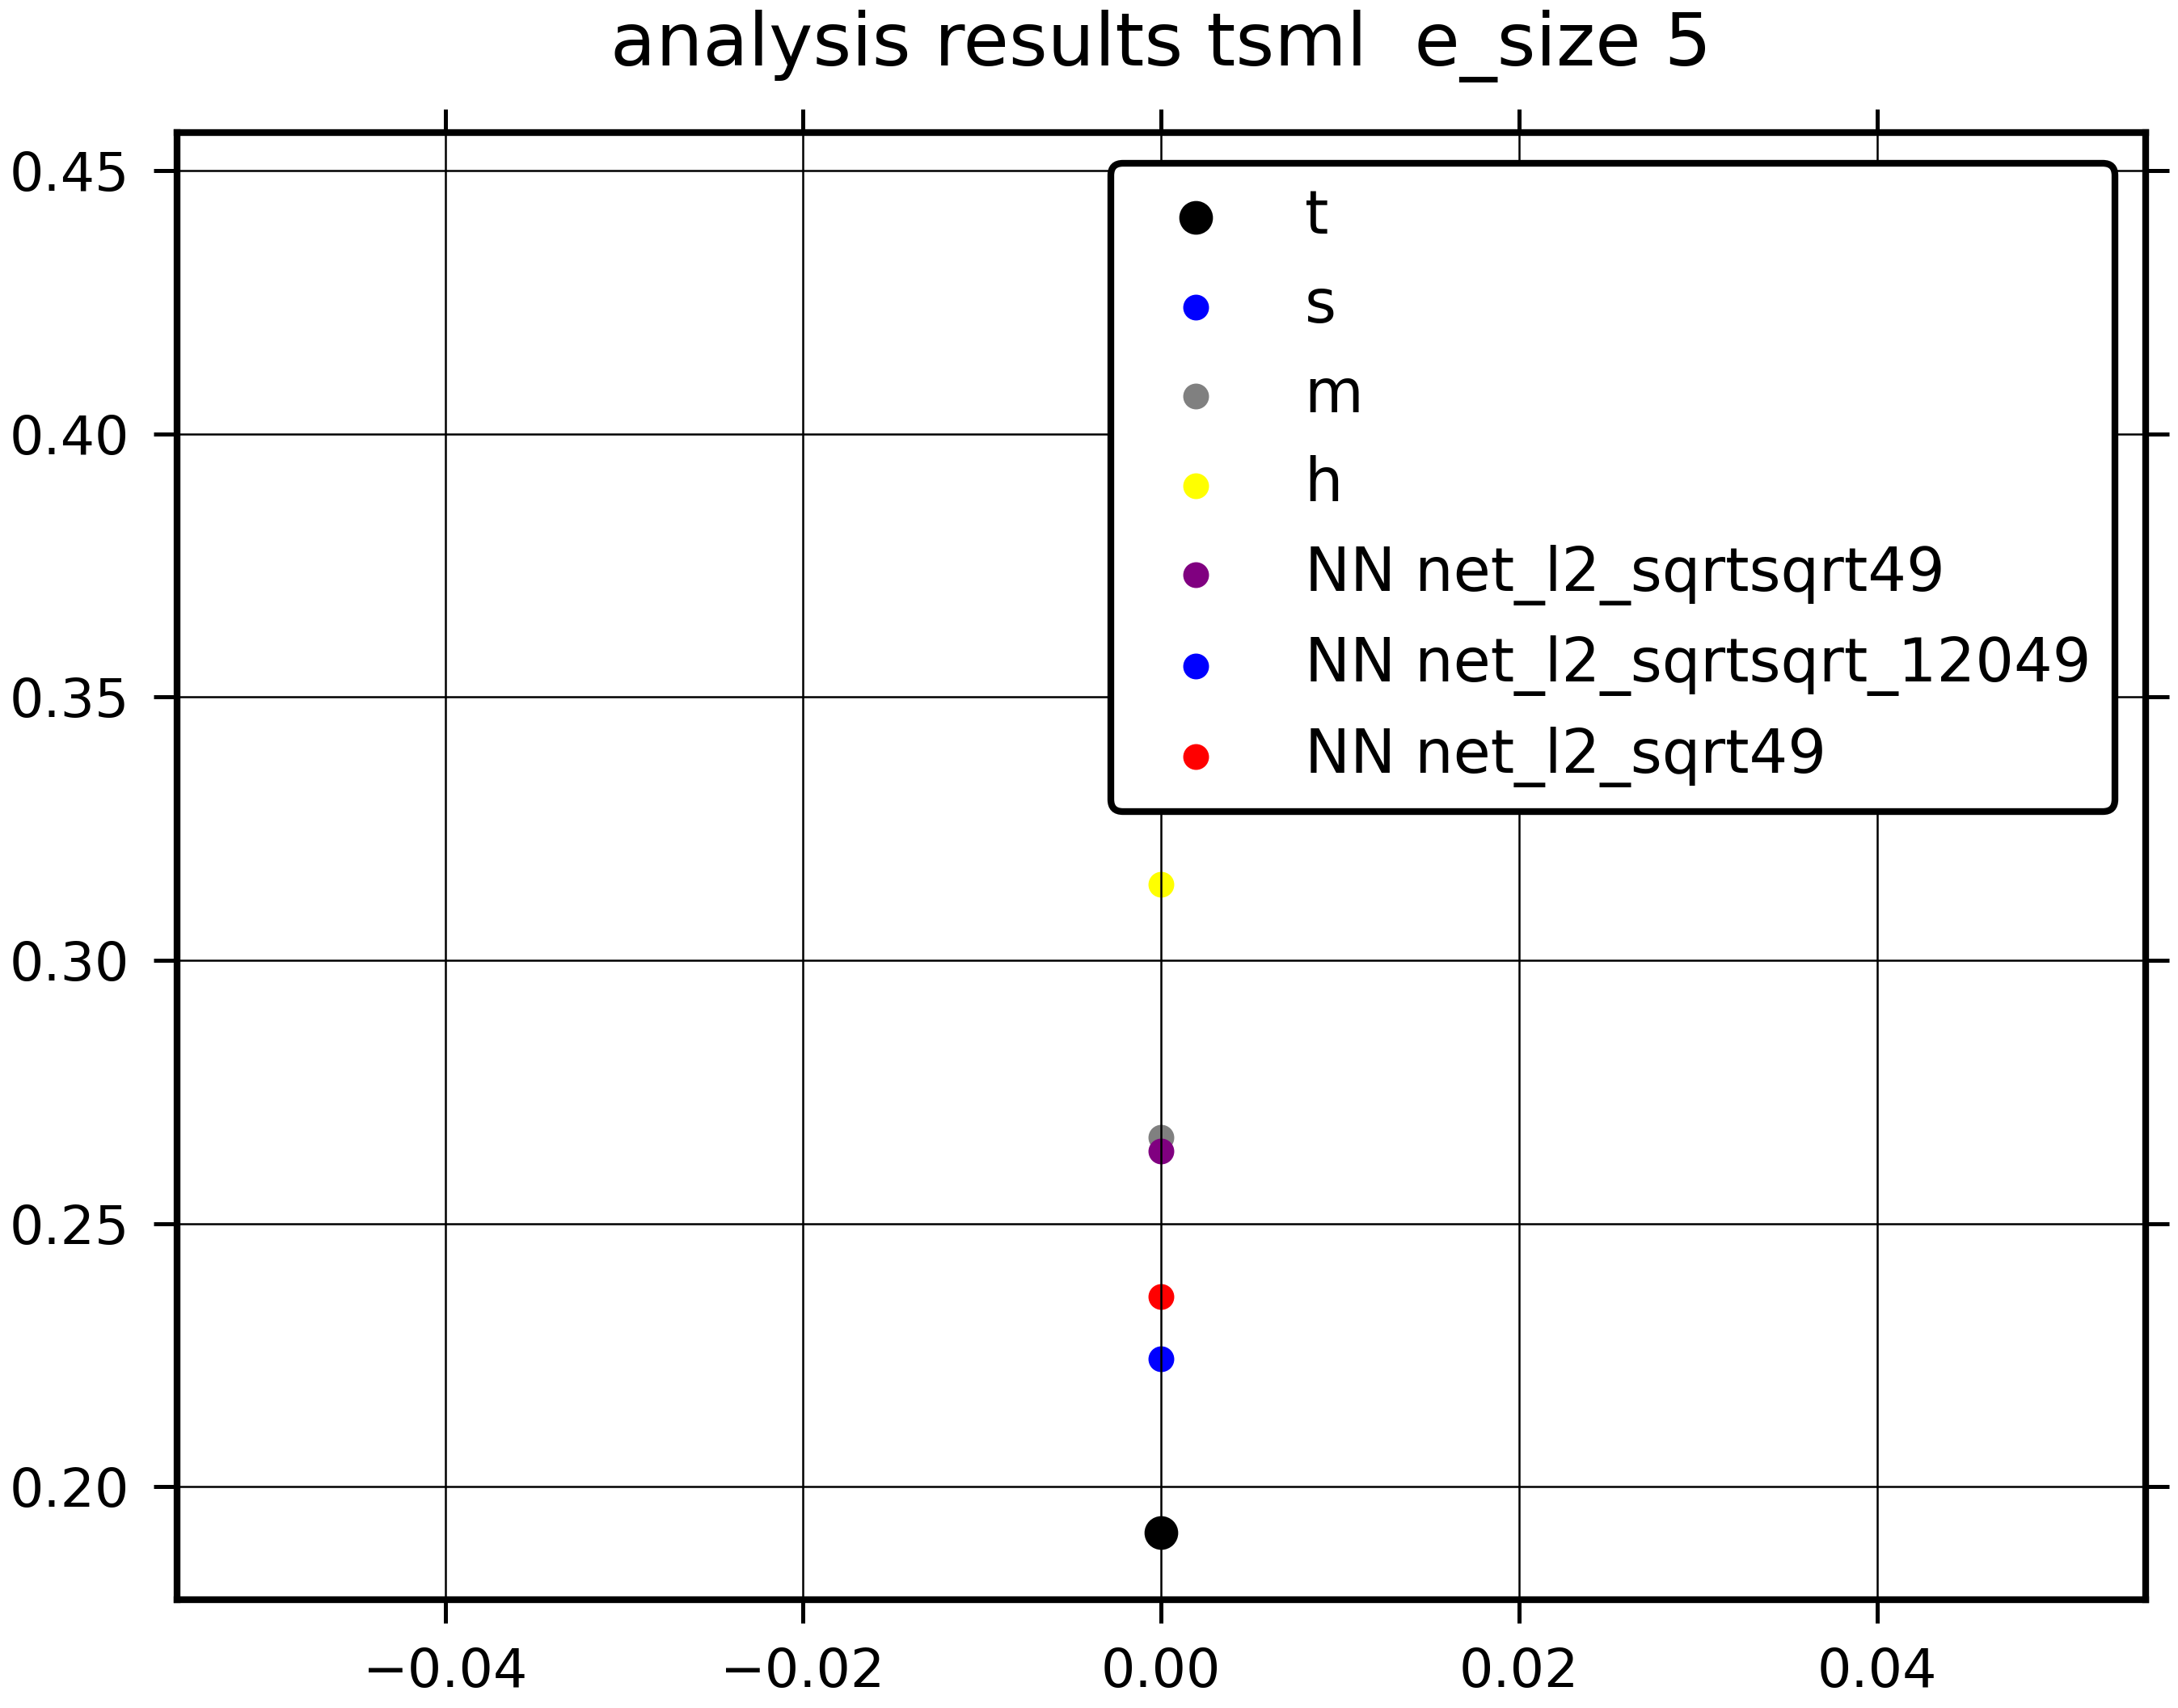 analysis results tsml  e_size 5
0.45
0.40
0.35
0.30
0.25
0.20
t
s
m
h
NN net_l2_sqrtsqrt49
NN net_l2_sqrtsqrt_12049
NN net_l2_sqrt49
−0.04 −0.02 0.00 0.02 0.04